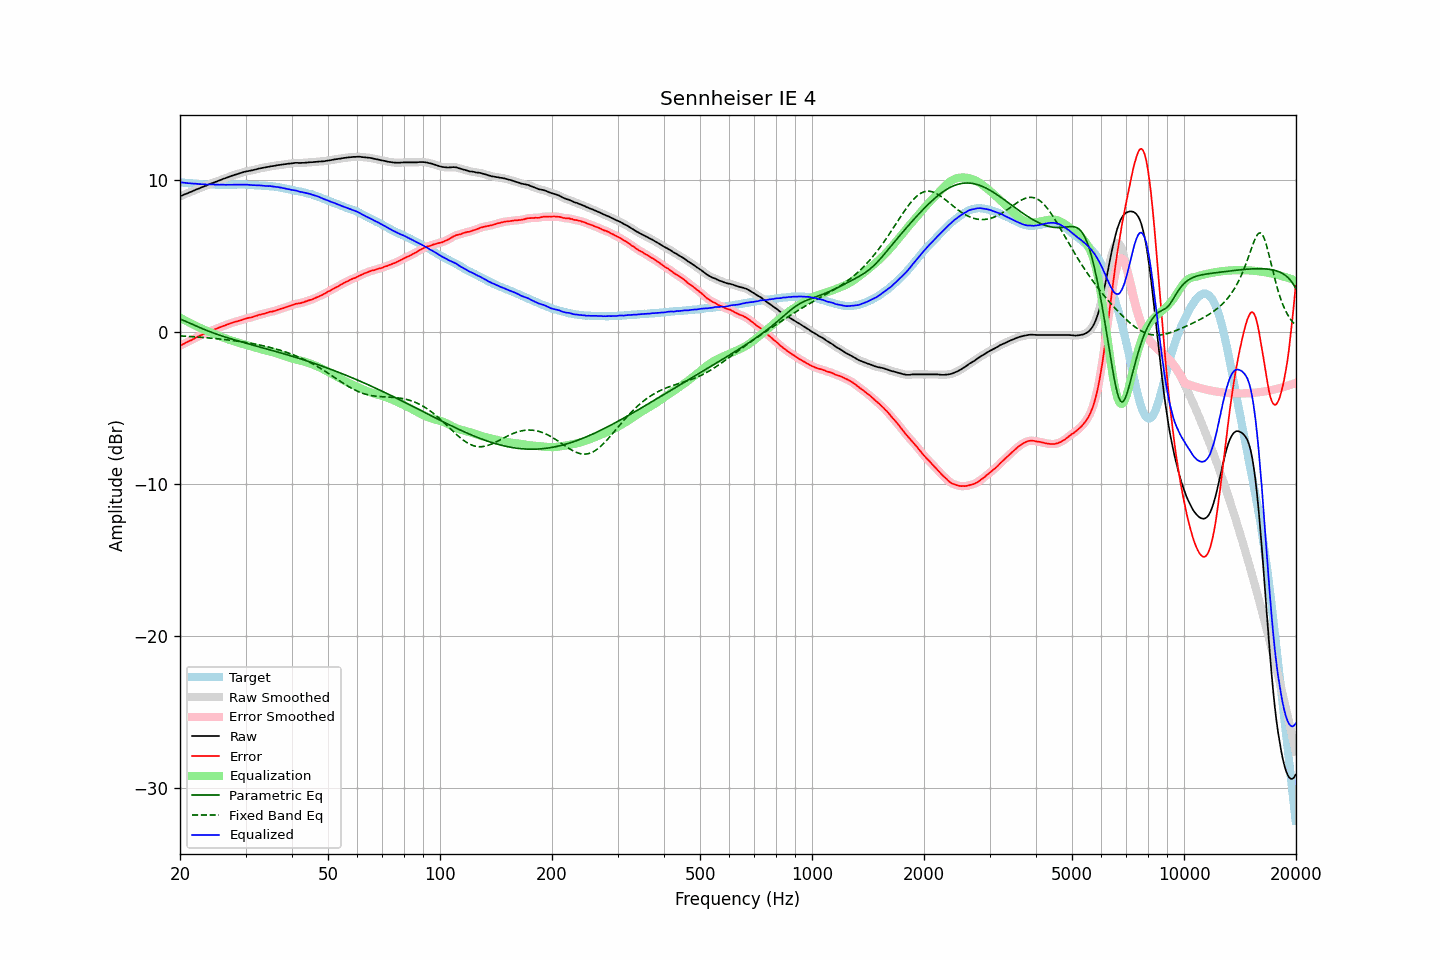 Sennheiser IE 4
Amplitude (dBr)
10
0
−10
−20
−30
Target
Raw Smoothed
Error Smoothed
Raw
Error
Equalization
Parametric Eq
Fixed Band Eq
Equalized
20 50 100 200 500 1000 2000 5000 10000 20000
Frequency (Hz)